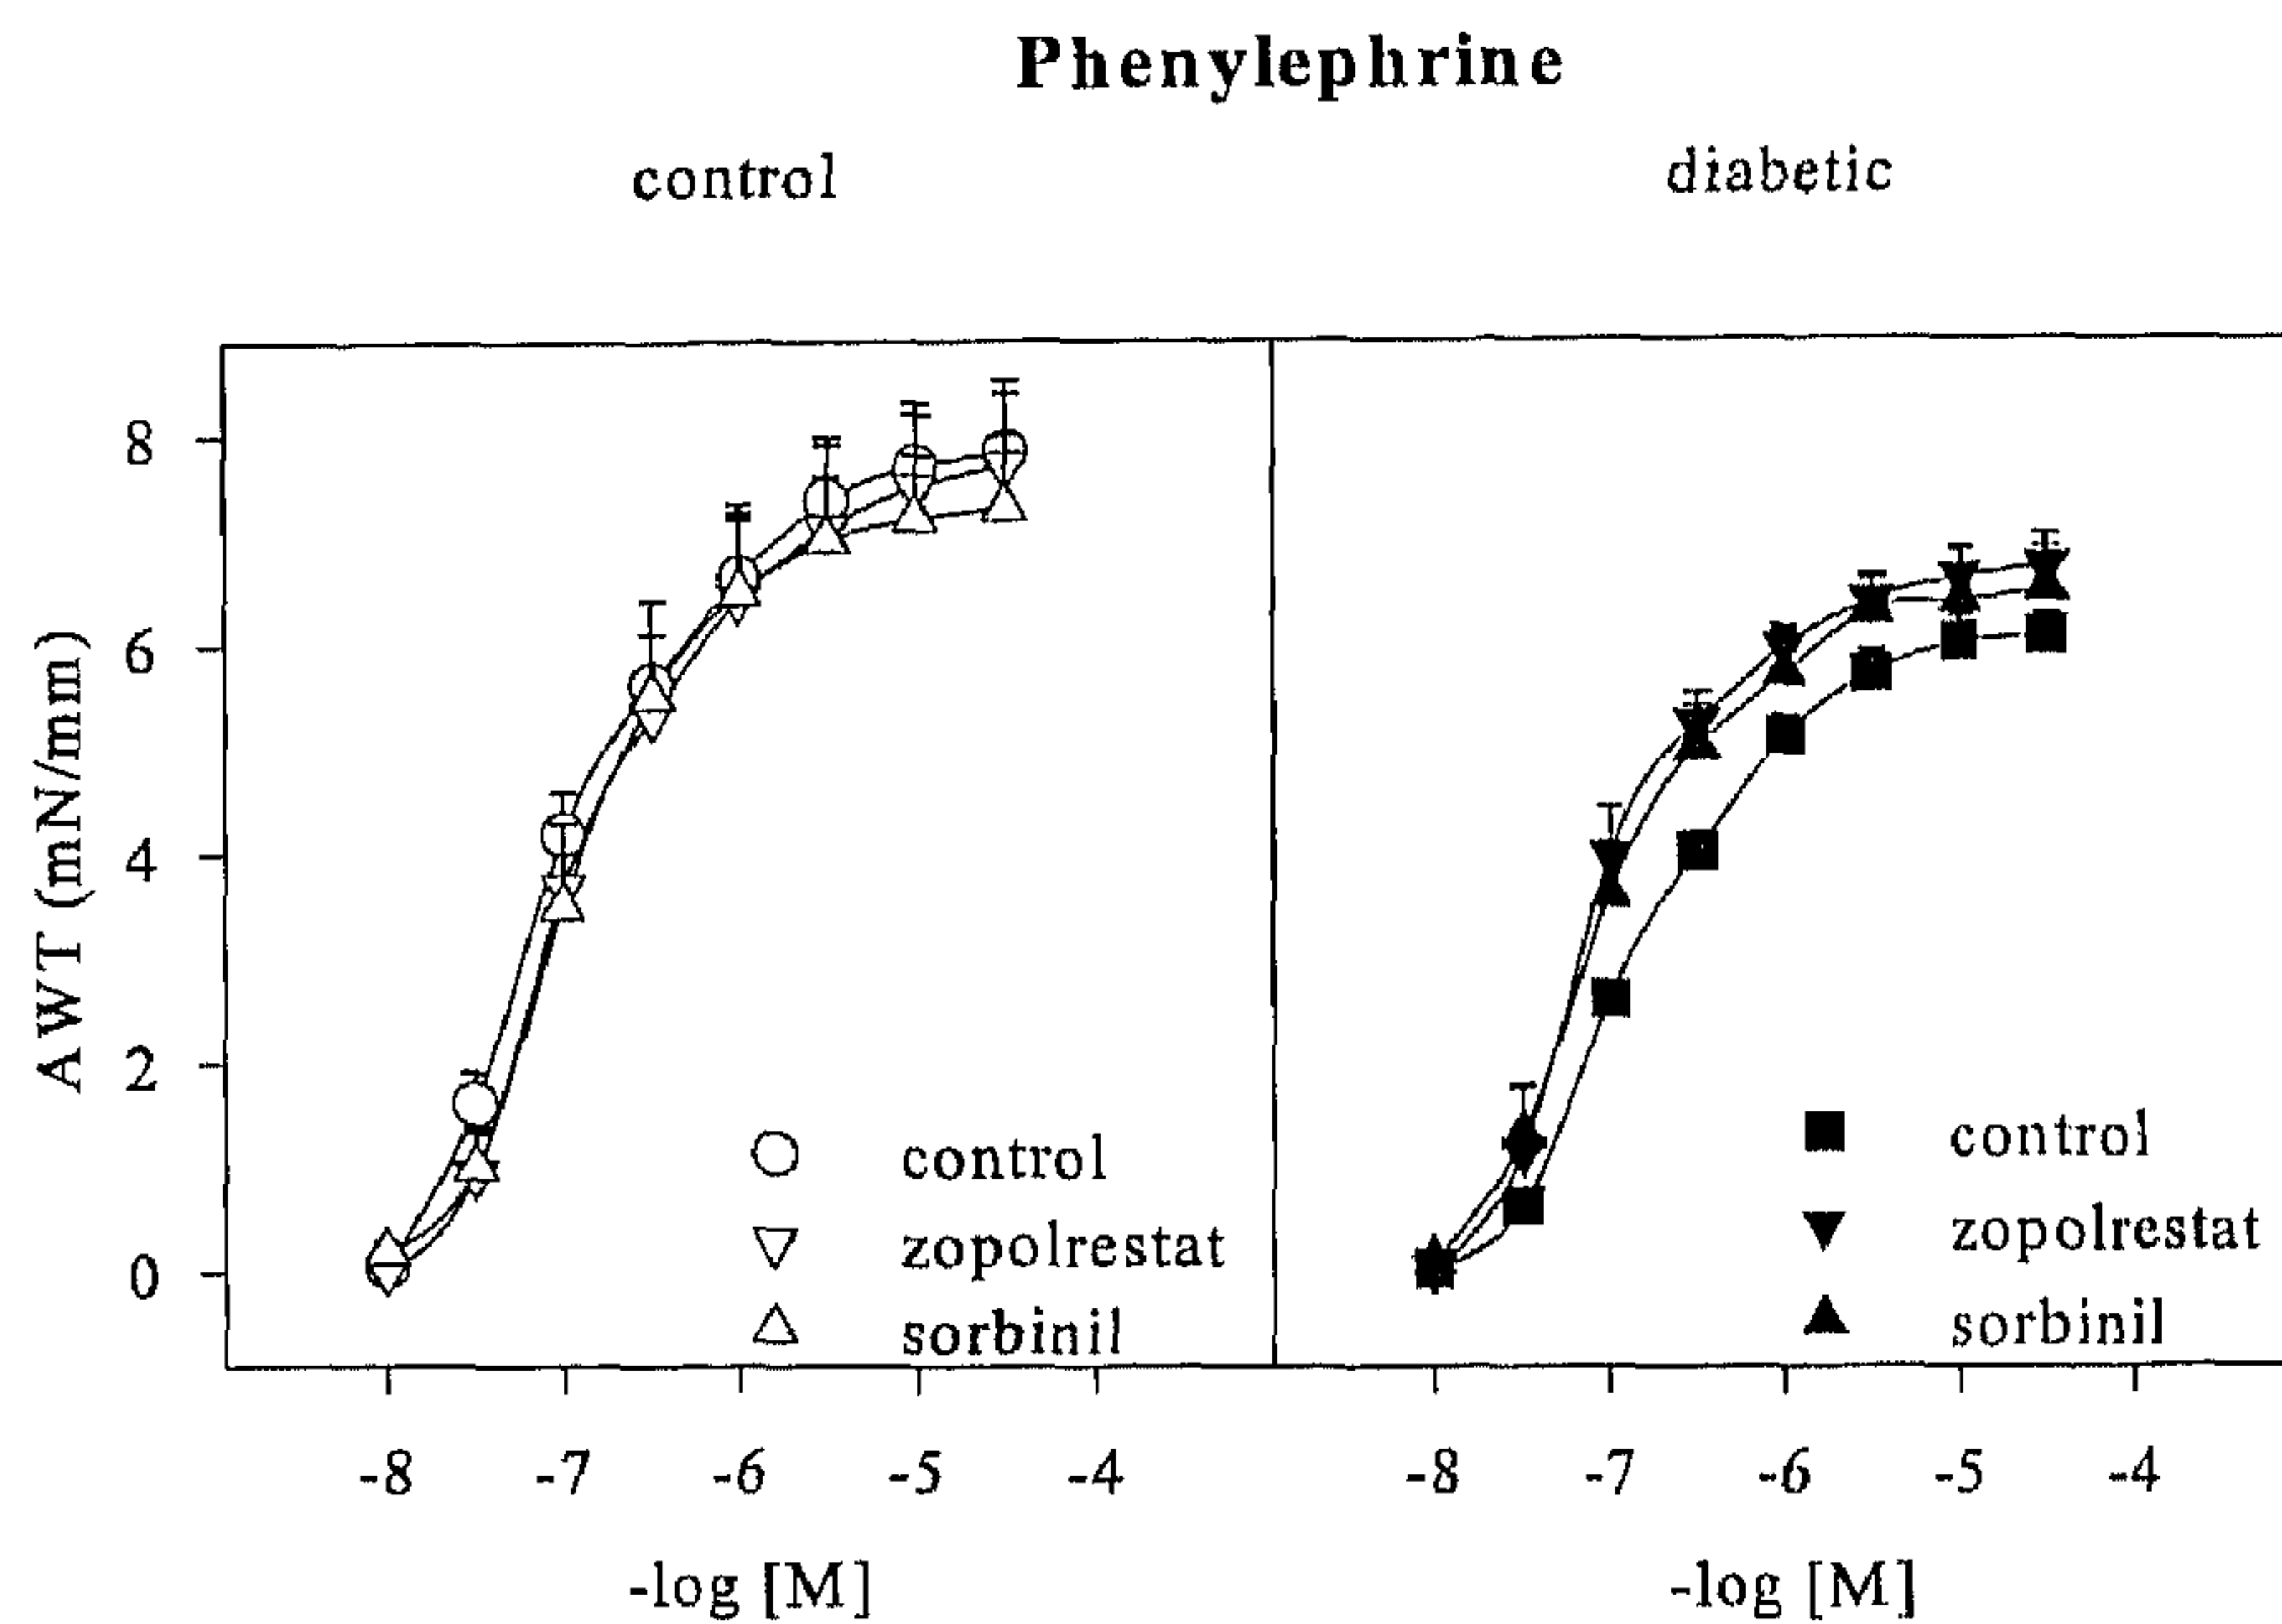 Phenylephrine
control
diabetic
AWT (mN/mm)
8
6
4
2
0
control
zopolrestat
sorbinil
control
zopolrestat
sorbinil
-8 -7 -6 -5 -4
-8 -7 -6 -5 -4
-log [M]
-log [M]